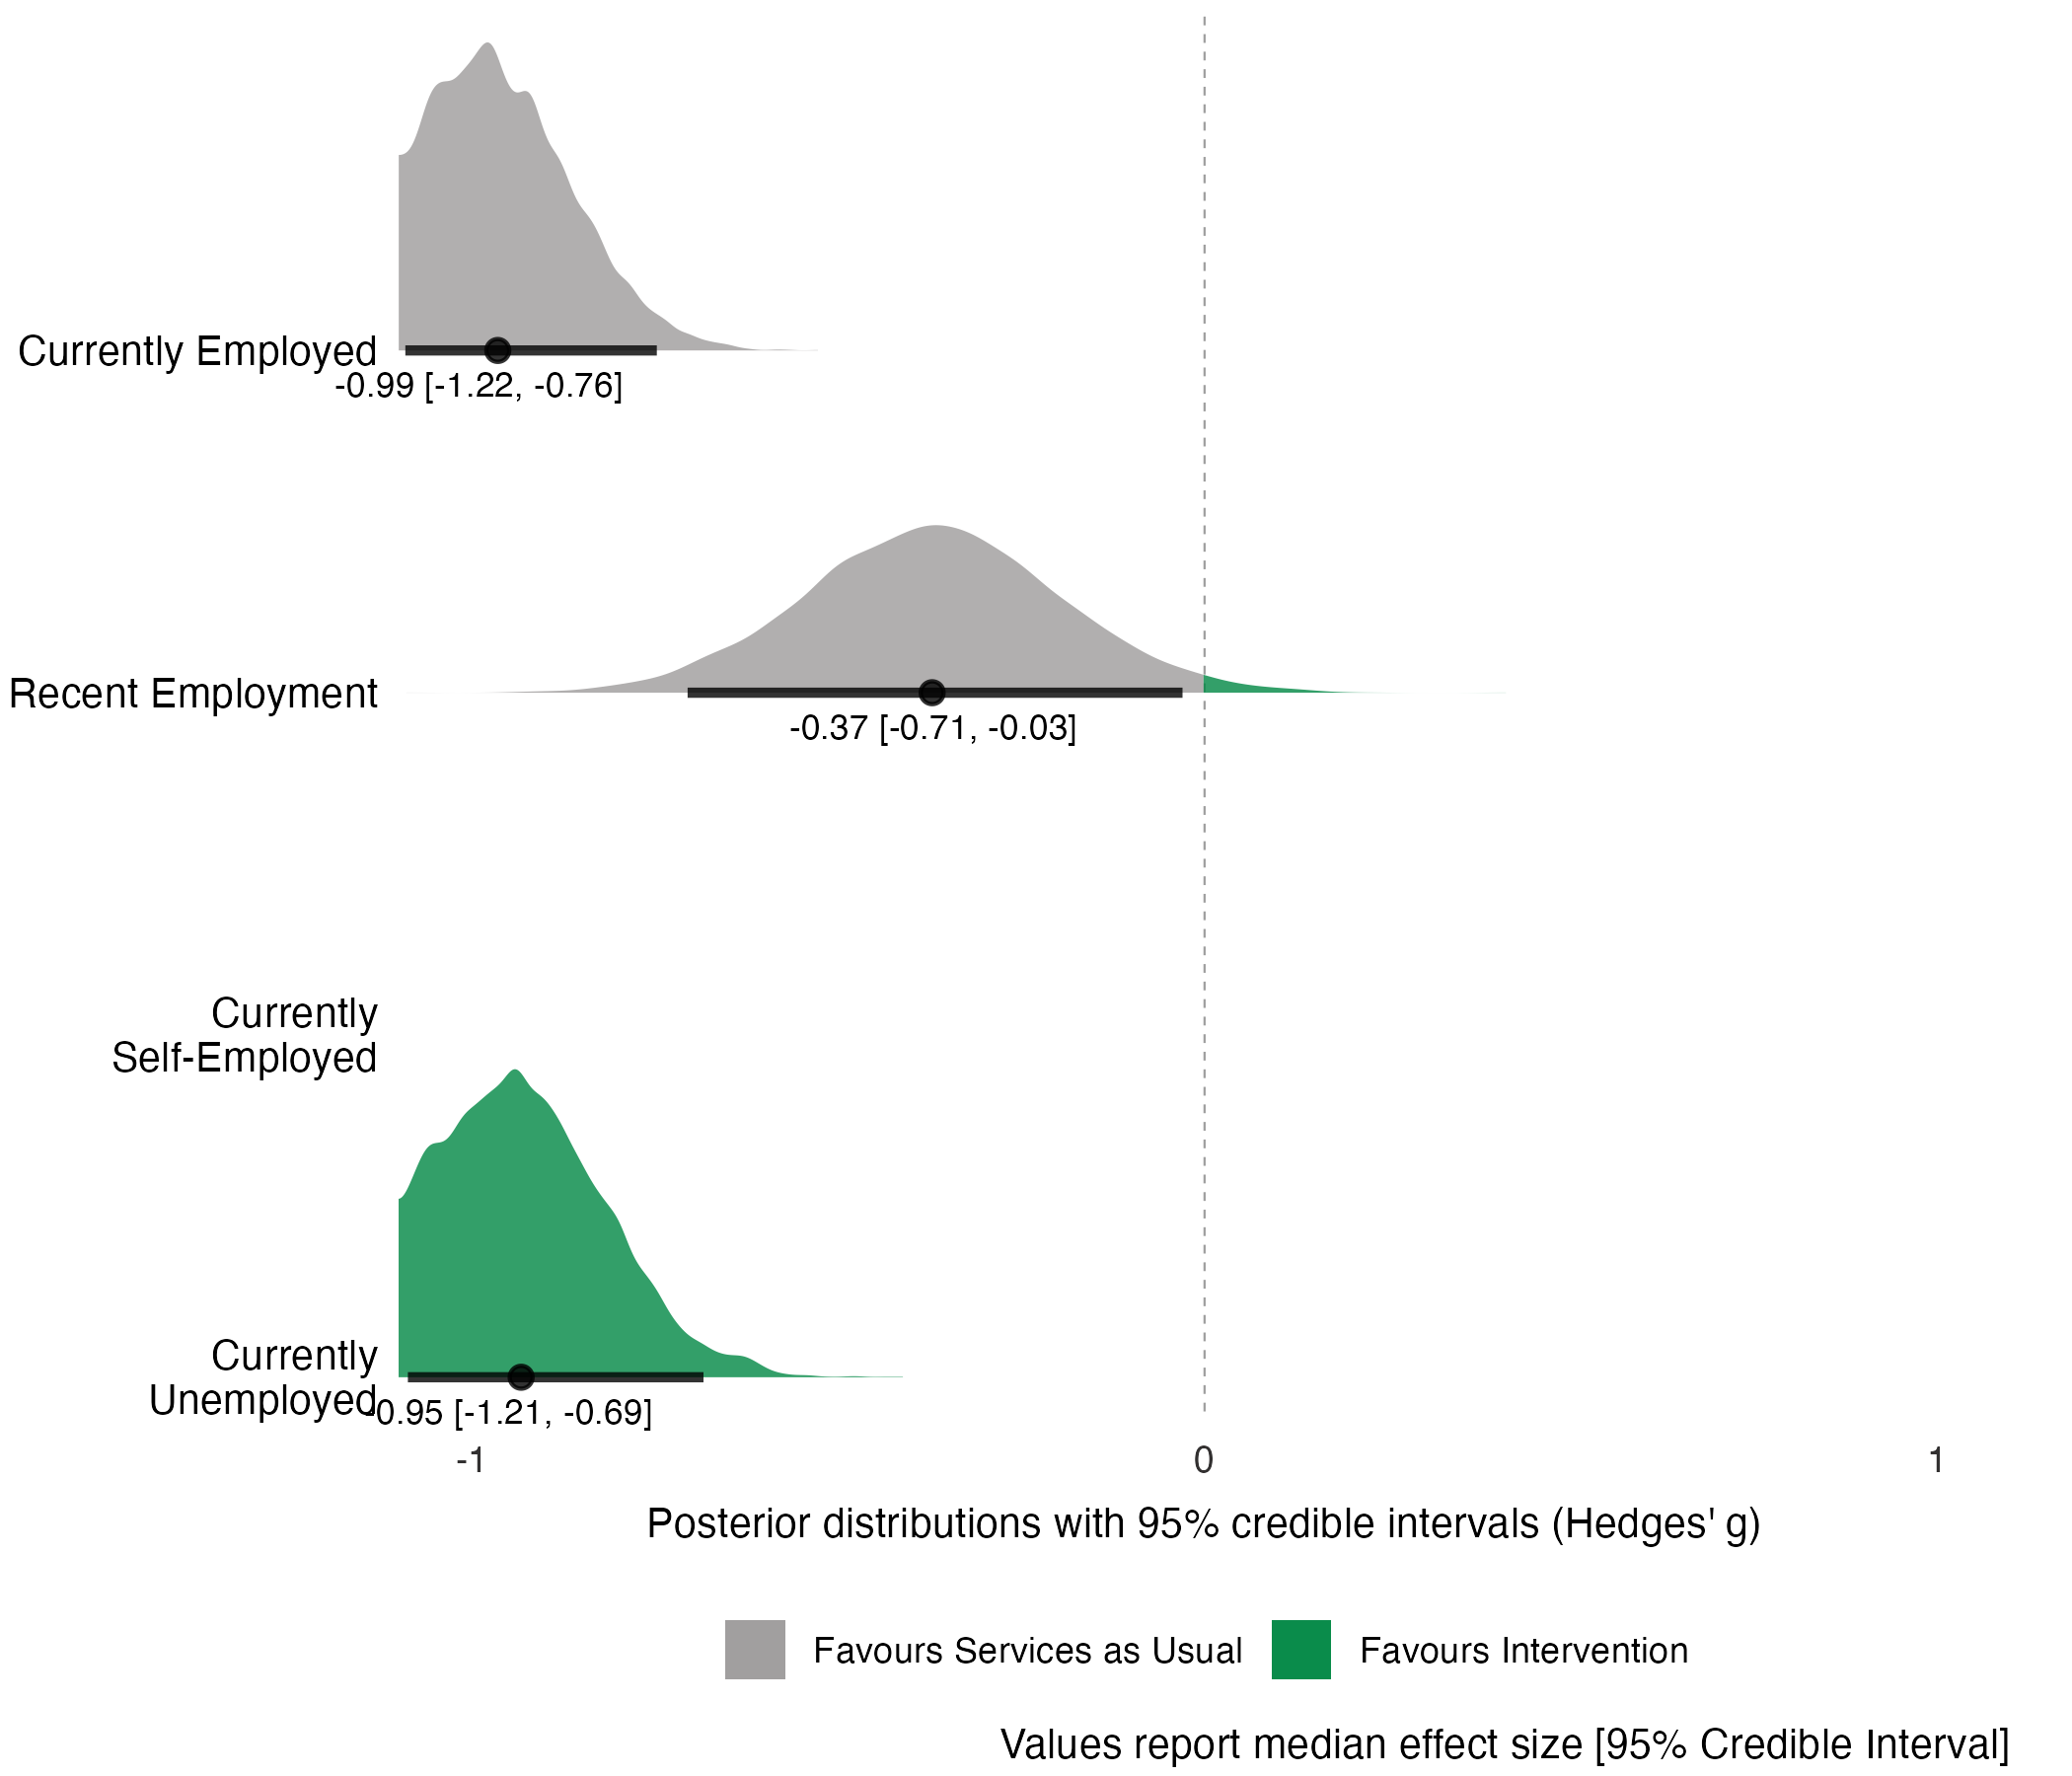 Currently Employed
-0.99 [-1.22, -0.76]
Recent Employment
-0.37 [-0.71, -0.03]
Currently
Self-Employed
Currently
Unemployed
-0.95 [-1.21, -0.69]
-1 0 1
Posterior distributions with 95% credible intervals (Hedges' g)
Favours Services as Usual Favours Intervention
Values report median effect size [95% Credible Interval]